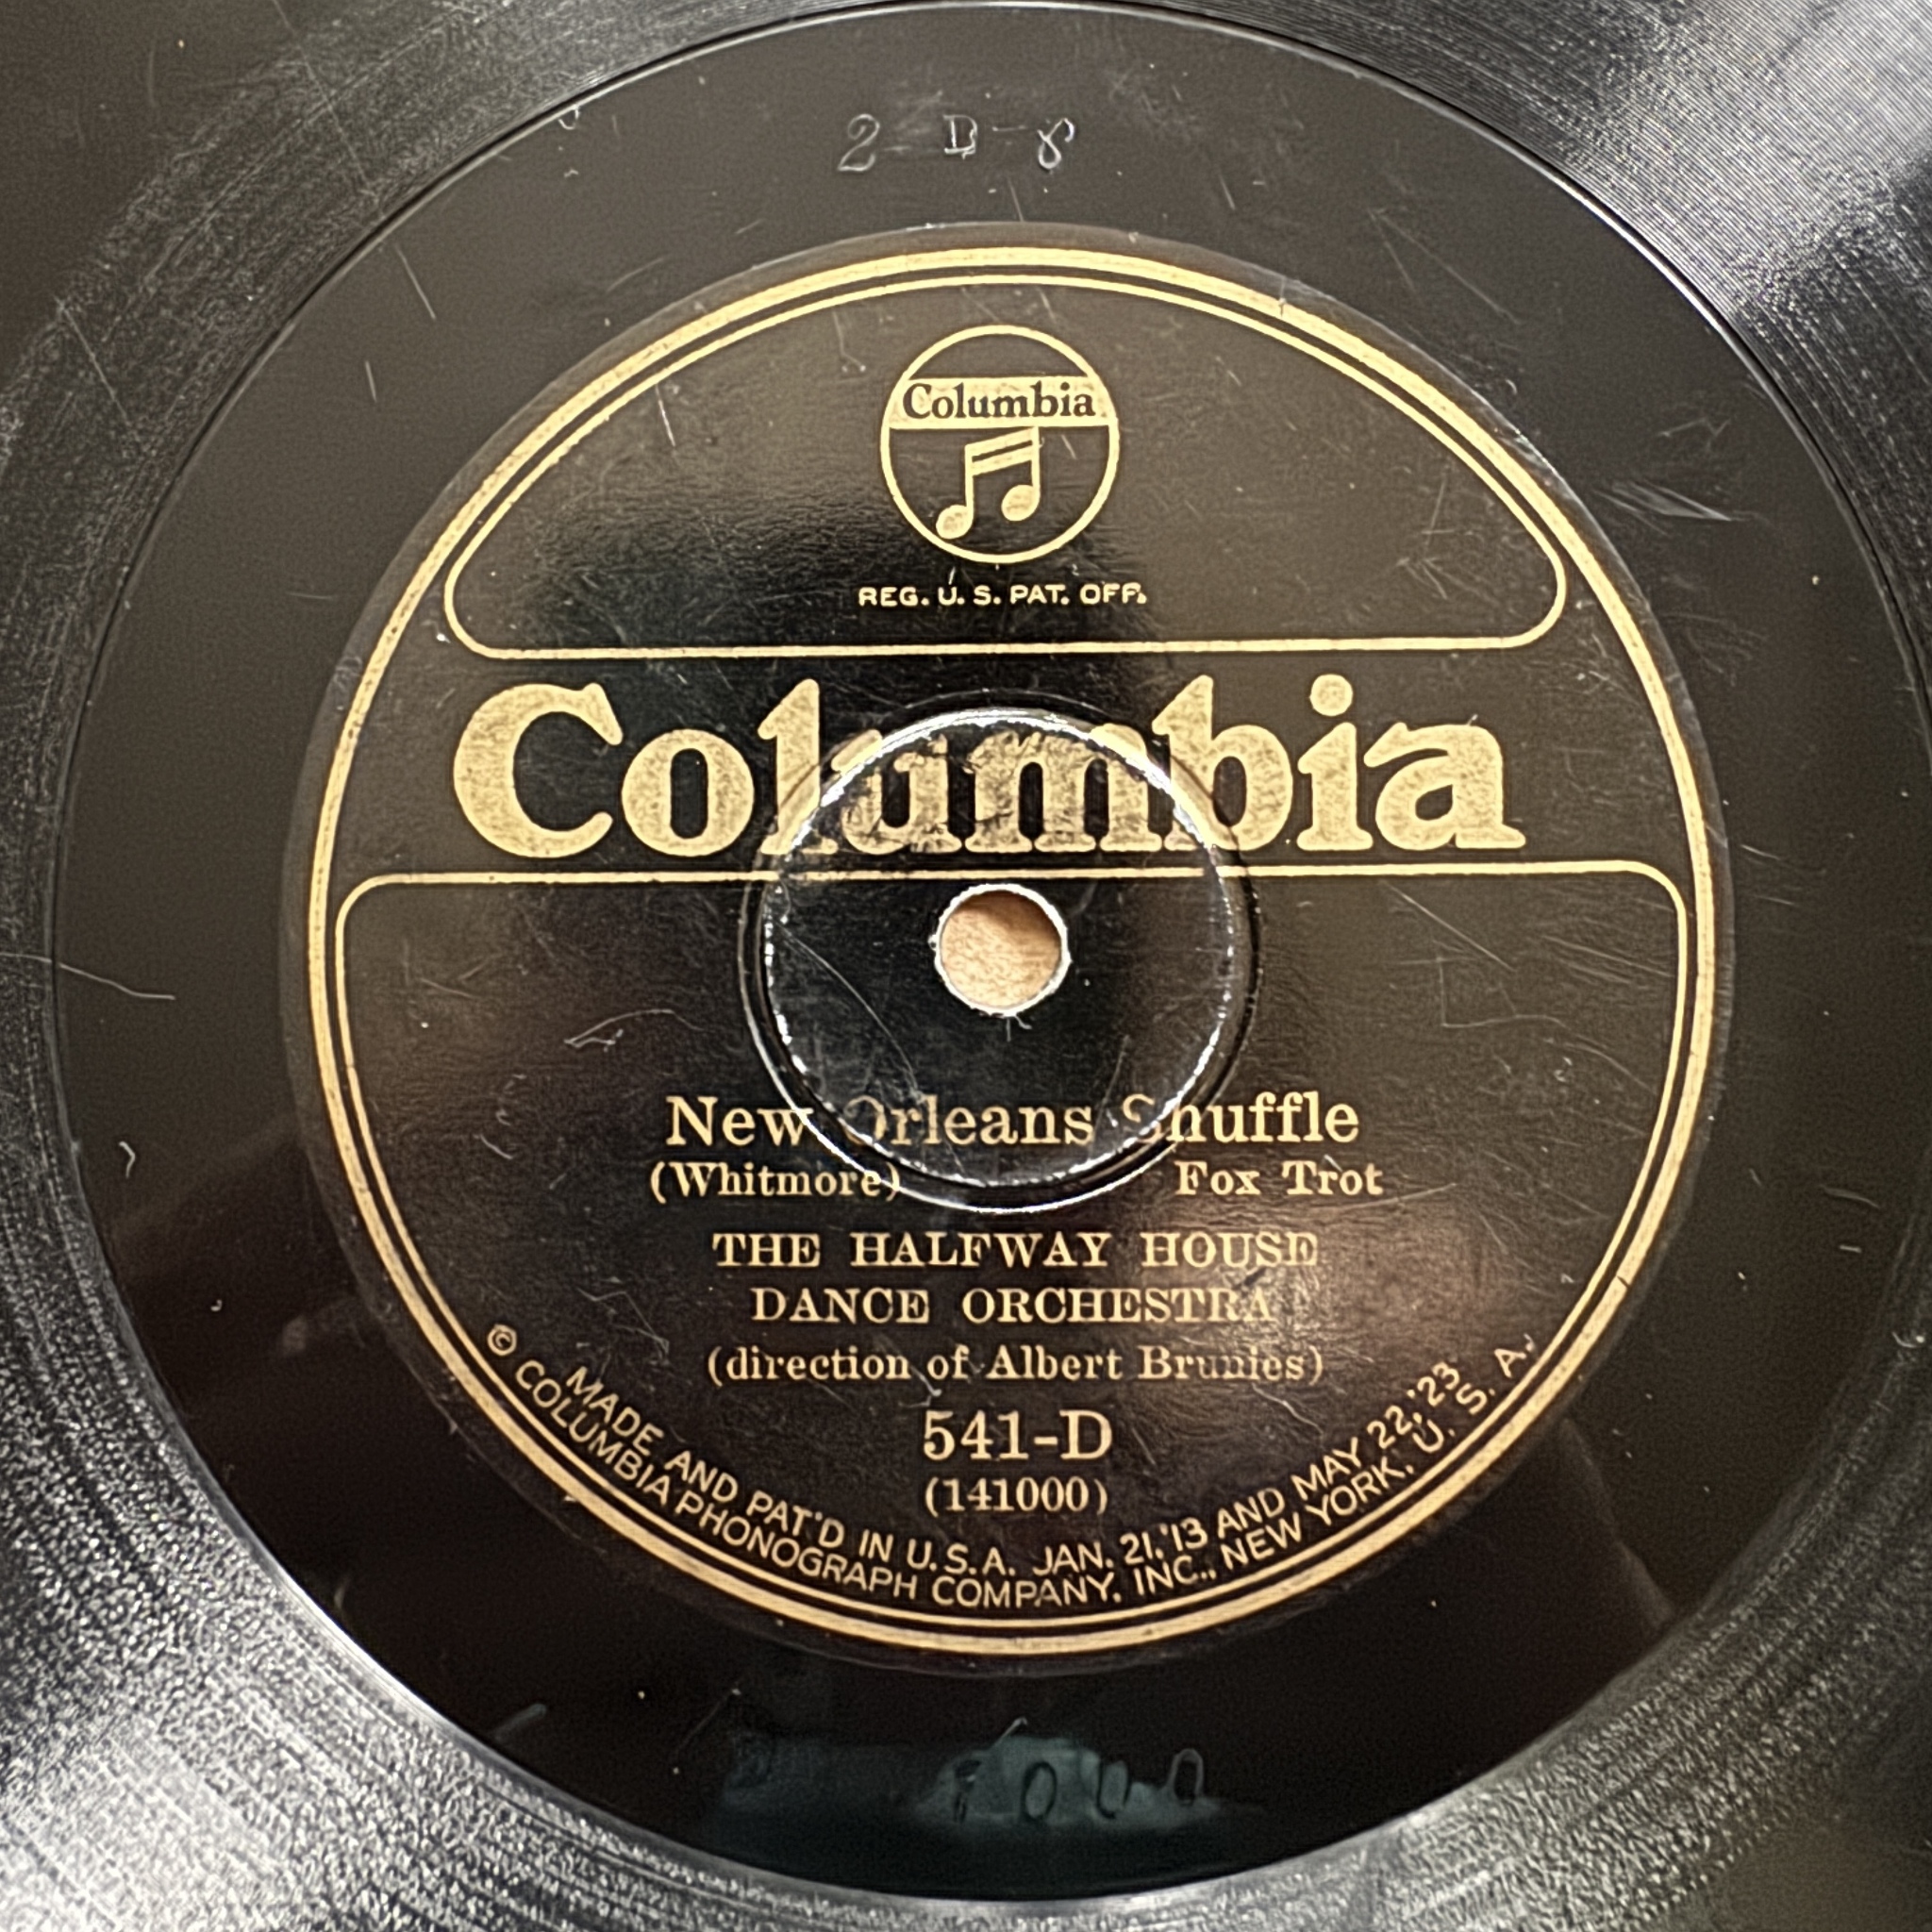 2 D 8
Columbia
REG. U. S. PAT. OFF.
Columbia
New Orleans Shuffle
(Whitmore) Fox Trot
THE HALFWAY HOUSE
DANCE ORCHESTRA
(direction of Albert Brunies)
541-D
(141000)
MADE AND PAT'D IN U.S.A. JAN. 21, '13 AND MAY 22, '23
© COLUMBIA PHONOGRAPH COMPANY, INC., NEW YORK, U. S. A.
1000